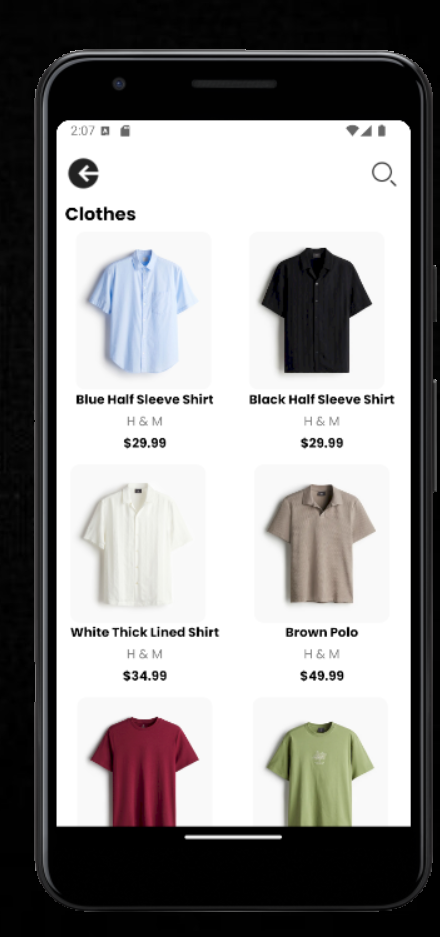 2:07
Clothes
Blue Half Sleeve Shirt
H & M
$29.99
Black Half Sleeve Shirt
H & M
$29.99
White Thick Lined Shirt
H & M
$34.99
Brown Polo
H & M
$49.99